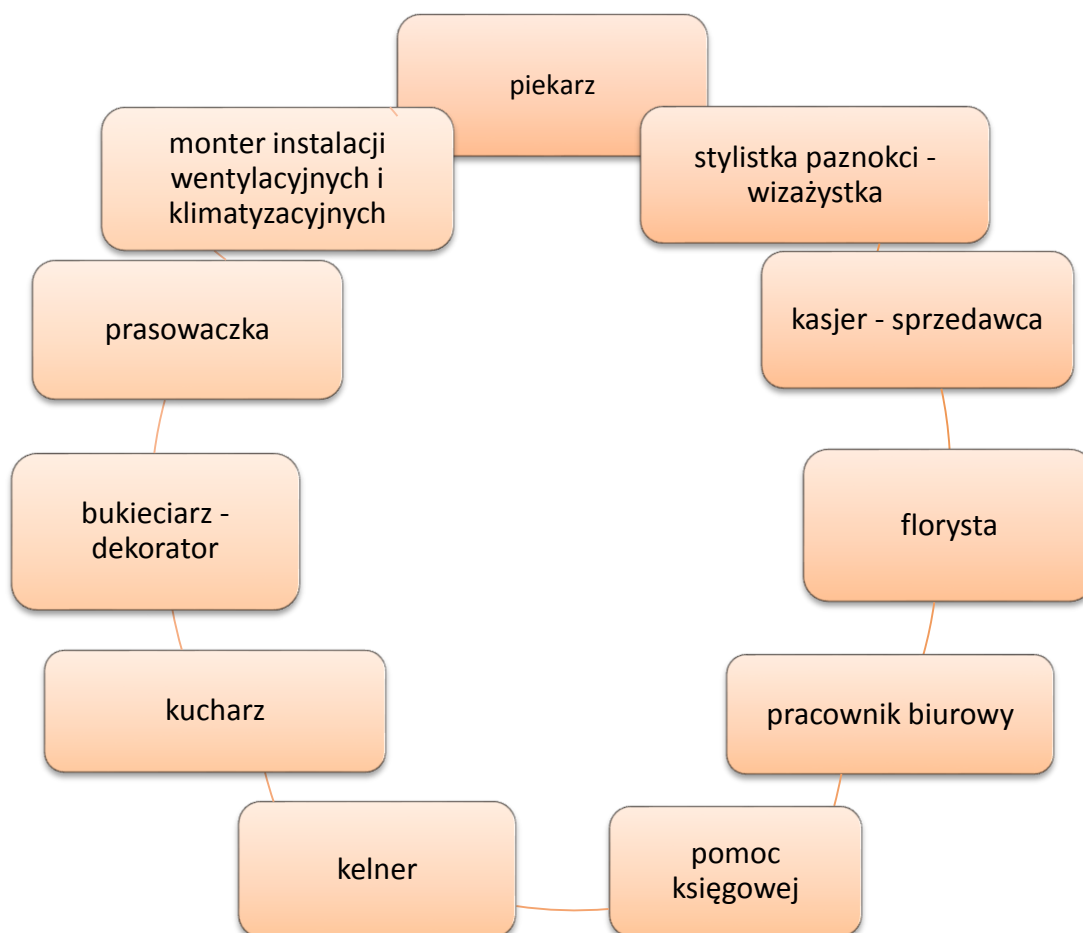 piekarz
stylistka paznokci -
wizażystka
kasjer - sprzedawca
florysta
pracownik biurowy
pomoc
księgowej
kelner
kucharz
bukieciarz -
dekorator
prasowaczka
monter instalacji
wentylacyjnych i
klimatyzacyjnych